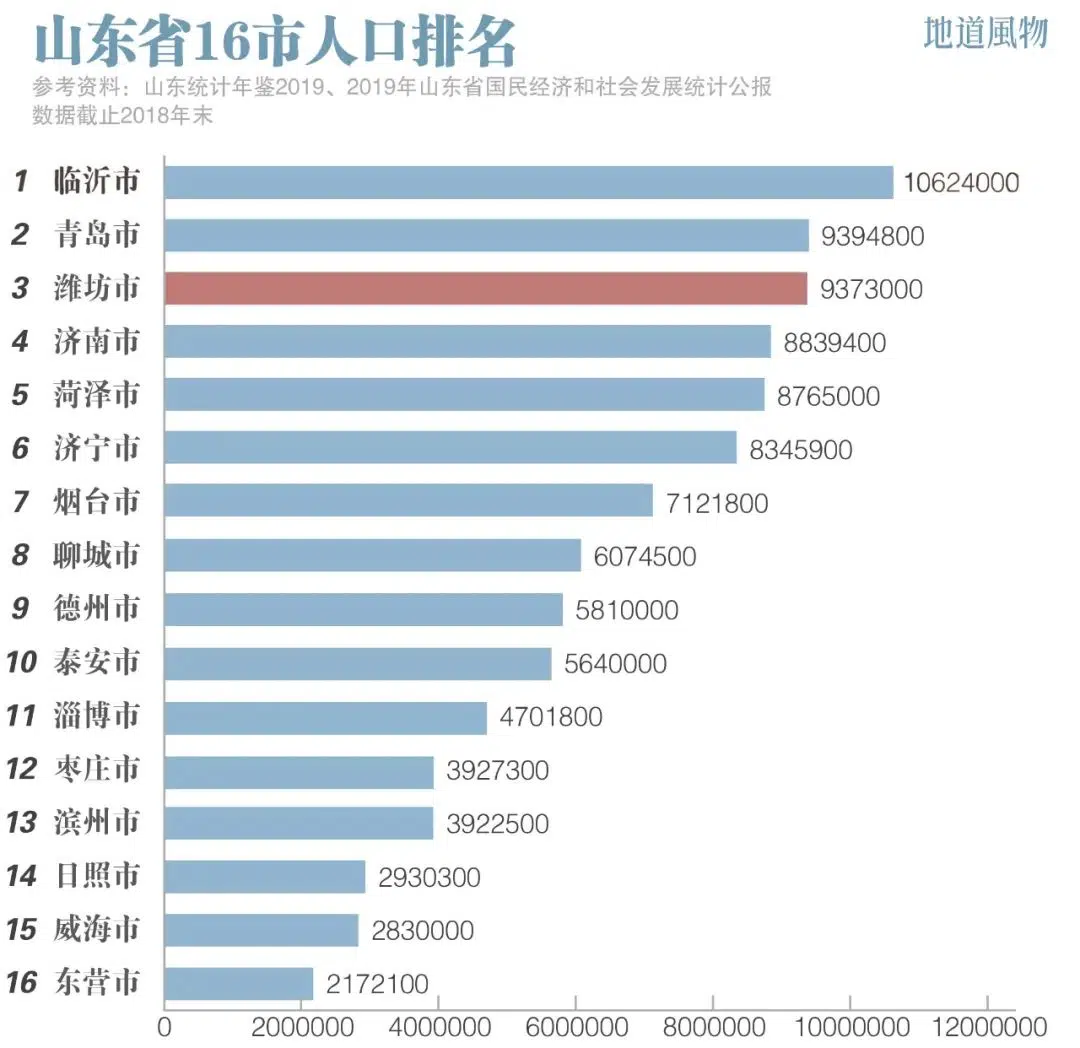 山东省16市人口排名
地道風物
参考资料：山东统计年鉴2019、2019年山东省国民经济和社会发展统计公报
数据截止2018年末
1 临沂市 10624000
2 青岛市 9394800
3 潍坊市 9373000
4 济南市 8839400
5 菏泽市 8765000
6 济宁市 8345900
7 烟台市 7121800
8 聊城市 6074500
9 德州市 5810000
10 泰安市 5640000
11 淄博市 4701800
12 枣庄市 3927300
13 滨州市 3922500
14 日照市 2930300
15 威海市 2830000
16 东营市 2172100
0 2000000 4000000 6000000 8000000 10000000 12000000